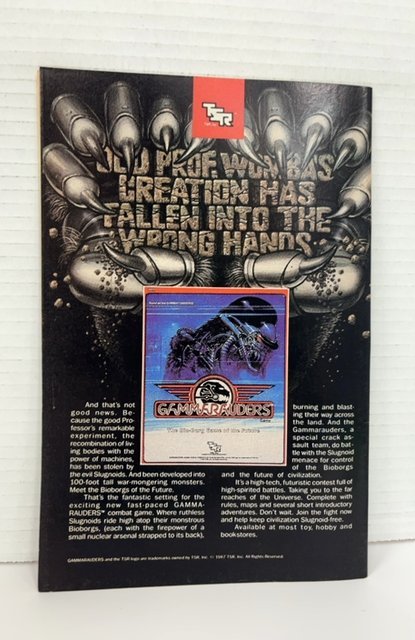 TSR
OLD PROF. WOMBAS'
CREATION HAS
FALLEN INTO THE
WRONG HANDS.
GAMMARAUDERS
Game
The Bio-Borg Game of the Future
TSR
And that's not
good news. Be-
cause the good Pro-
fessor's remarkable
experiment, the
recombination of liv-
ing bodies with the
power of machines,
has been stolen by
the evil Slugoids. And been developed into
100-foot tall war-mongering monsters.
Meet the Bioborgs of the Future.
That's the fantastic setting for the
exciting new fast-paced GAMMA-
RAUDERS™ combat game. Where ruthless
Slugnoids ride high atop their monstrous
Bioborgs, (each with the firepower of a
small nuclear arsenal strapped to its back),
burning and blast-
ing their way across
the land. And the
Gammarauders, a
special crack as-
sault team, do bat-
tle with the Slugnoid
menace for control
of the Bioborgs
and the future of civilization.
It's a high-tech, futuristic contest full of
high-spirited battles. Taking you to the far
reaches of the Universe. Complete with
rules, maps and several short introductory
adventures. Don't wait. Join the fight now
and help keep civilization Slugnoid-free.
Available at most toy, hobby and
bookstores.
GAMMARAUDERS and the TSR logo are trademarks owned by TSR, Inc. © 1987 TSR, Inc. All Rights Reserved.